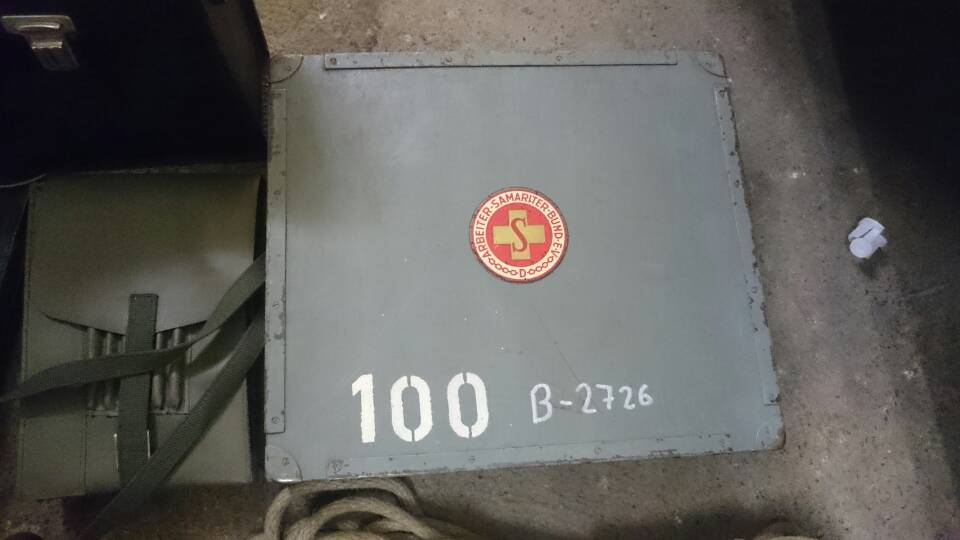 ARBEITER-SAMARITER-BUND·E·V·
S
D
100 B-2726